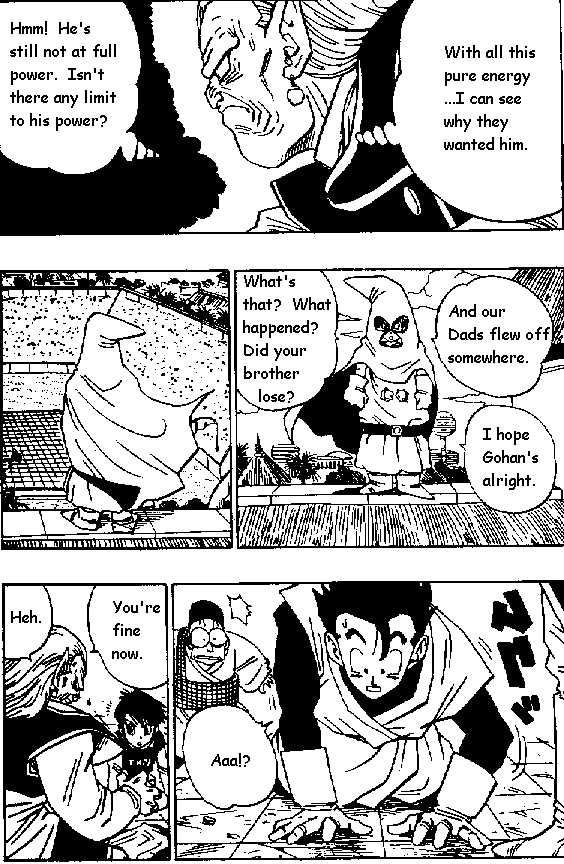 With all this
pure energy
...I can see
why they
wanted him.
Hmm! He's
still not at full
power. Isn't
there any limit
to his power?
And our
Dads flew off
somewhere.
I hope
Gohan's
alright.
What's
that? What
happened?
Did your
brother
lose?
Aaa!?
You're
fine
now.
Heh.